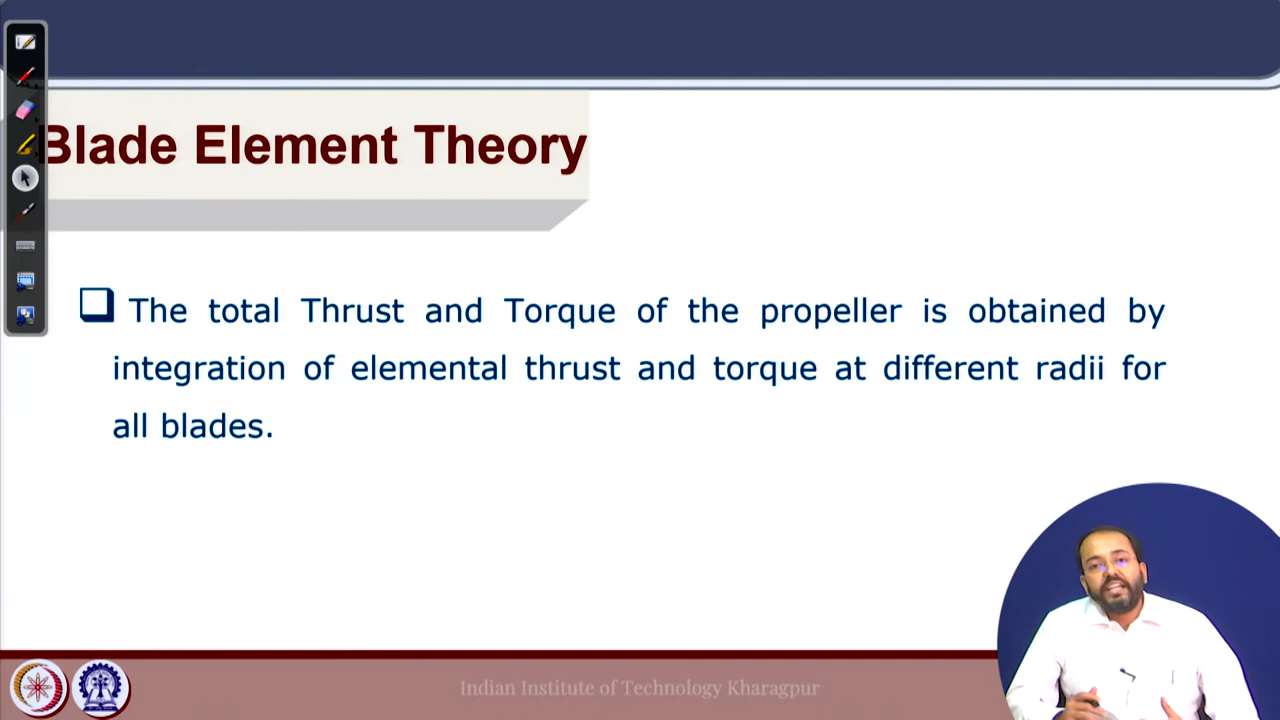 Blade Element Theory
The total Thrust and Torque of the propeller is obtained by
integration of elemental thrust and torque at different radii for
all blades.
Indian Institute of Technology Kharagpur